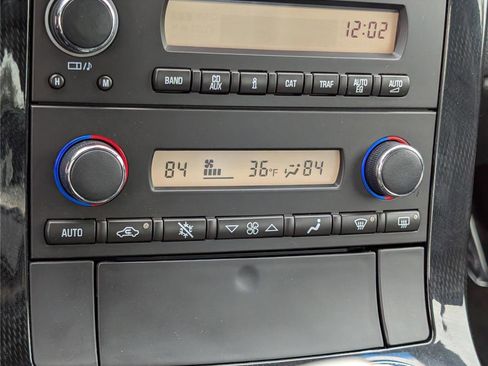 12:02
BAND CD AUX i CAT TRAF AUTO EQ AUTO
H M
84 36°F 84
AUTO